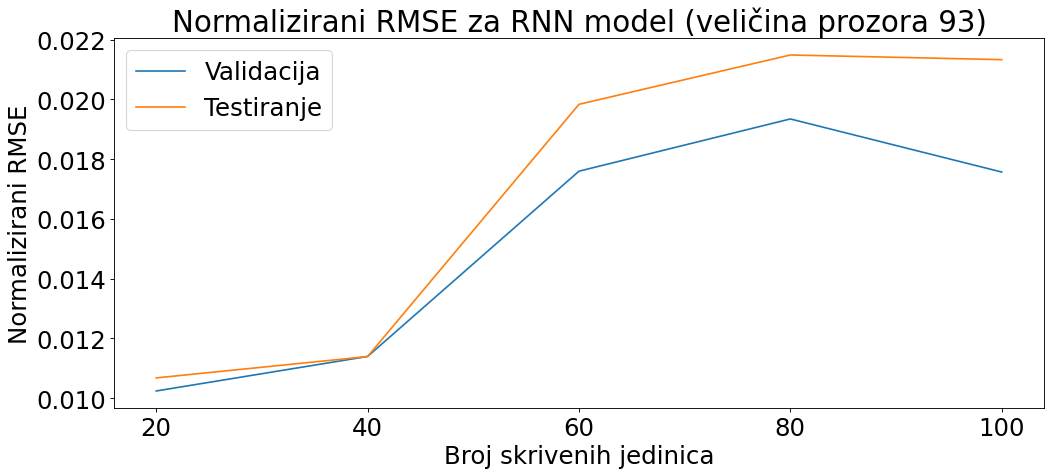 Normalizirani RMSE za RNN model (veličina prozora 93)
Validacija
Testiranje
Normalizirani RMSE
0.022
0.020
0.018
0.016
0.014
0.012
0.010
20 40 60 80 100
Broj skrivenih jedinica